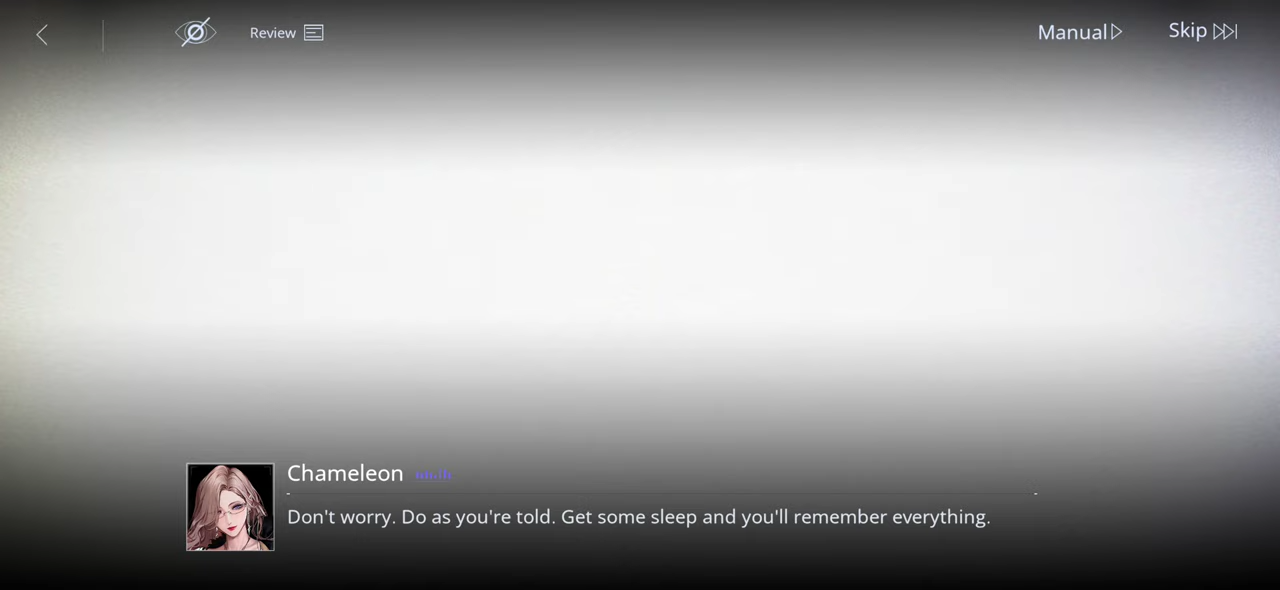 Review
Manual
Skip
Chameleon
Don't worry. Do as you're told. Get some sleep and you'll remember everything.